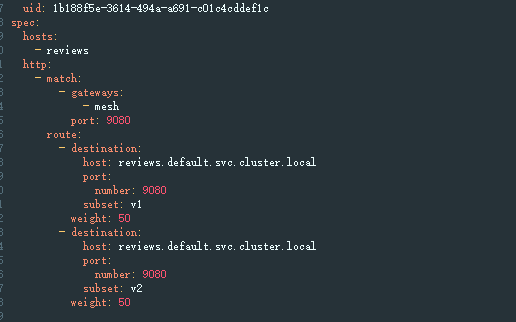 uid: 1b188f5e-3614-494a-a691-c01c4cddef1c
spec:
  hosts:
    - reviews
  http:
    - match:
        - gateways:
            - mesh
          port: 9080
      route:
        - destination:
            host: reviews.default.svc.cluster.local
            port:
              number: 9080
            subset: v1
          weight: 50
        - destination:
            host: reviews.default.svc.cluster.local
            port:
              number: 9080
            subset: v2
          weight: 50